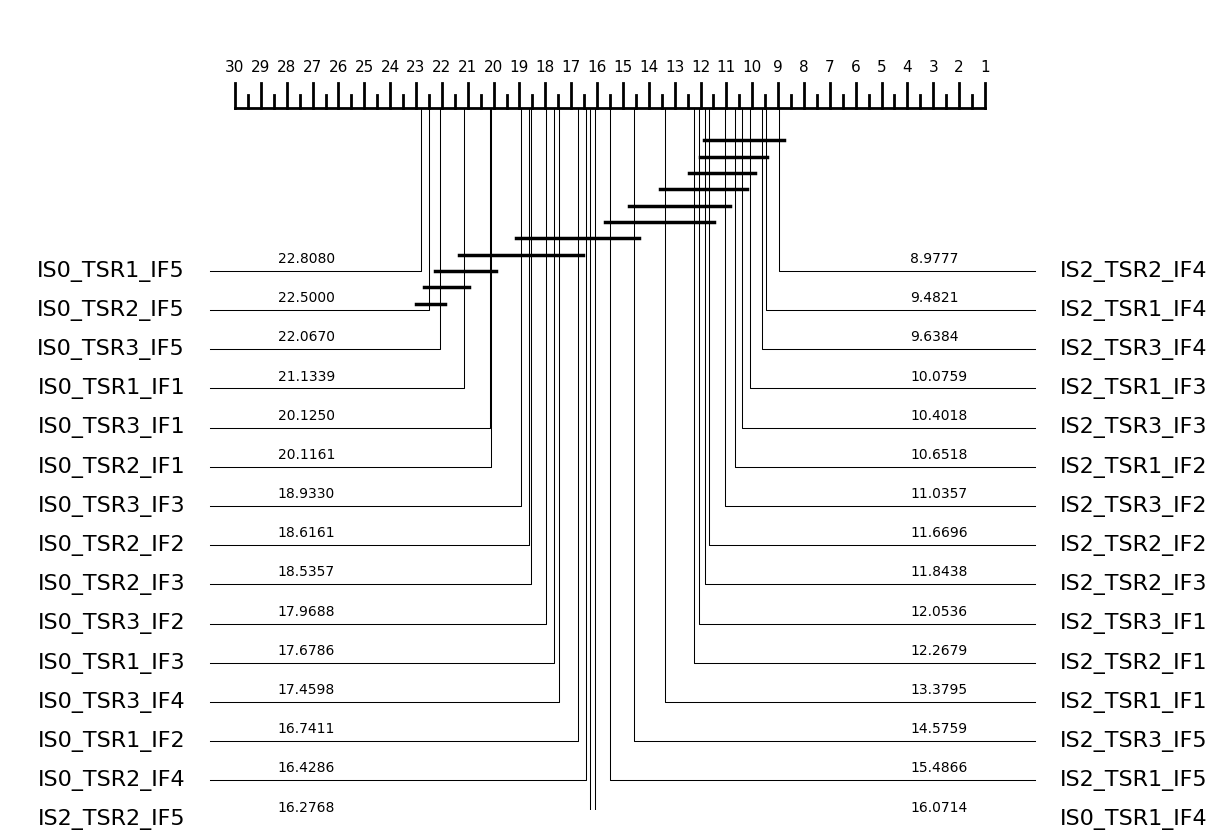 30 29 28 27 26 25 24 23 22 21 20 19 18 17 16 15 14 13 12 11 10 9 8 7 6 5 4 3 2 1
IS0_TSR1_IF5 22.8080 8.9777 IS2_TSR2_IF4
IS0_TSR2_IF5 22.5000 9.4821 IS2_TSR1_IF4
IS0_TSR3_IF5 22.0670 9.6384 IS2_TSR3_IF4
IS0_TSR1_IF1 21.1339 10.0759 IS2_TSR1_IF3
IS0_TSR3_IF1 20.1250 10.4018 IS2_TSR3_IF3
IS0_TSR2_IF1 20.1161 10.6518 IS2_TSR1_IF2
IS0_TSR3_IF3 18.9330 11.0357 IS2_TSR3_IF2
IS0_TSR2_IF2 18.6161 11.6696 IS2_TSR2_IF2
IS0_TSR2_IF3 18.5357 11.8438 IS2_TSR2_IF3
IS0_TSR3_IF2 17.9688 12.0536 IS2_TSR3_IF1
IS0_TSR1_IF3 17.6786 12.2679 IS2_TSR2_IF1
IS0_TSR3_IF4 17.4598 13.3795 IS2_TSR1_IF1
IS0_TSR1_IF2 16.7411 14.5759 IS2_TSR3_IF5
IS0_TSR2_IF4 16.4286 15.4866 IS2_TSR1_IF5
IS2_TSR2_IF5 16.2768 16.0714 IS0_TSR1_IF4